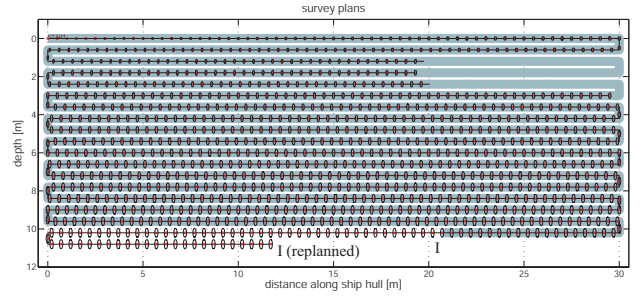 survey plans
0
2
4
6
8
10
12
depth [m]
I (replanned)
I
0 5 10 15 20 25 30
distance along ship hull [m]